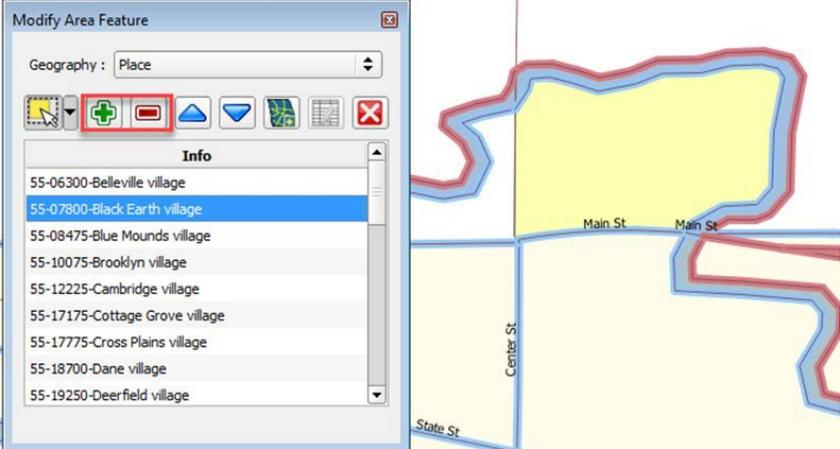 Modify Area Feature
Geography : Place
Info
55-06300-Belleville village
55-07800-Black Earth village
55-08475-Blue Mounds village
55-10075-Brooklyn village
55-12225-Cambridge village
55-17175-Cottage Grove village
55-17775-Cross Plains village
55-18700-Dane village
55-19250-Deerfield village
Main St
Main St
Center St
State St